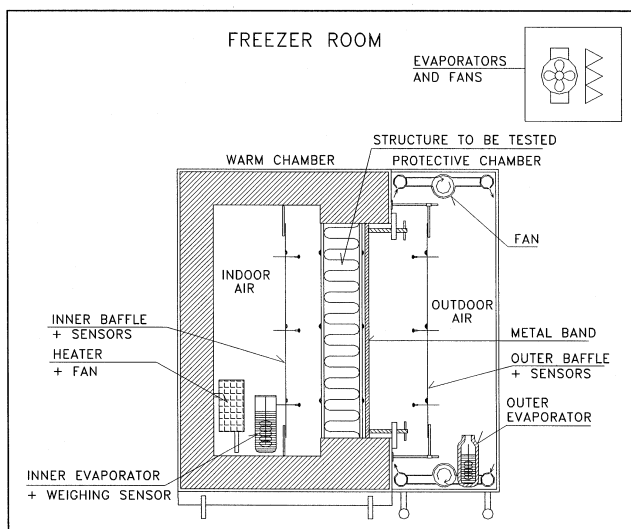 FREEZER ROOM
EVAPORATORS
AND FANS
STRUCTURE TO BE TESTED
WARM CHAMBER
PROTECTIVE CHAMBER
FAN
INDOOR
AIR
OUTDOOR
AIR
INNER BAFFLE
+ SENSORS
HEATER
+ FAN
METAL BAND
OUTER BAFFLE
+ SENSORS
OUTER
EVAPORATOR
INNER EVAPORATOR
+ WEIGHING SENSOR